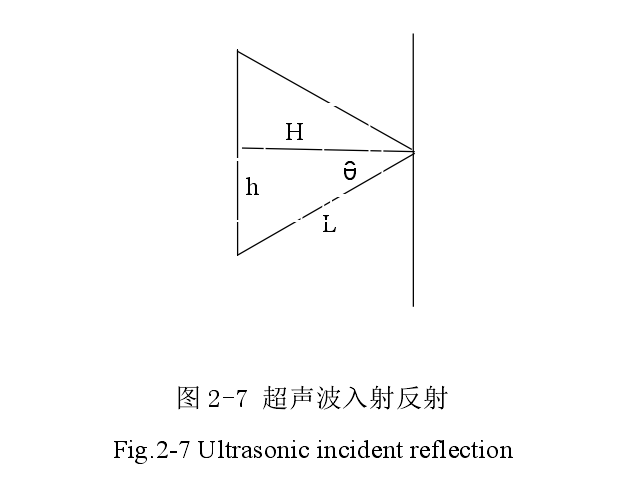 H
θ
h
L
图 2-7 超声波入射反射
Fig.2-7 Ultrasonic incident reflection